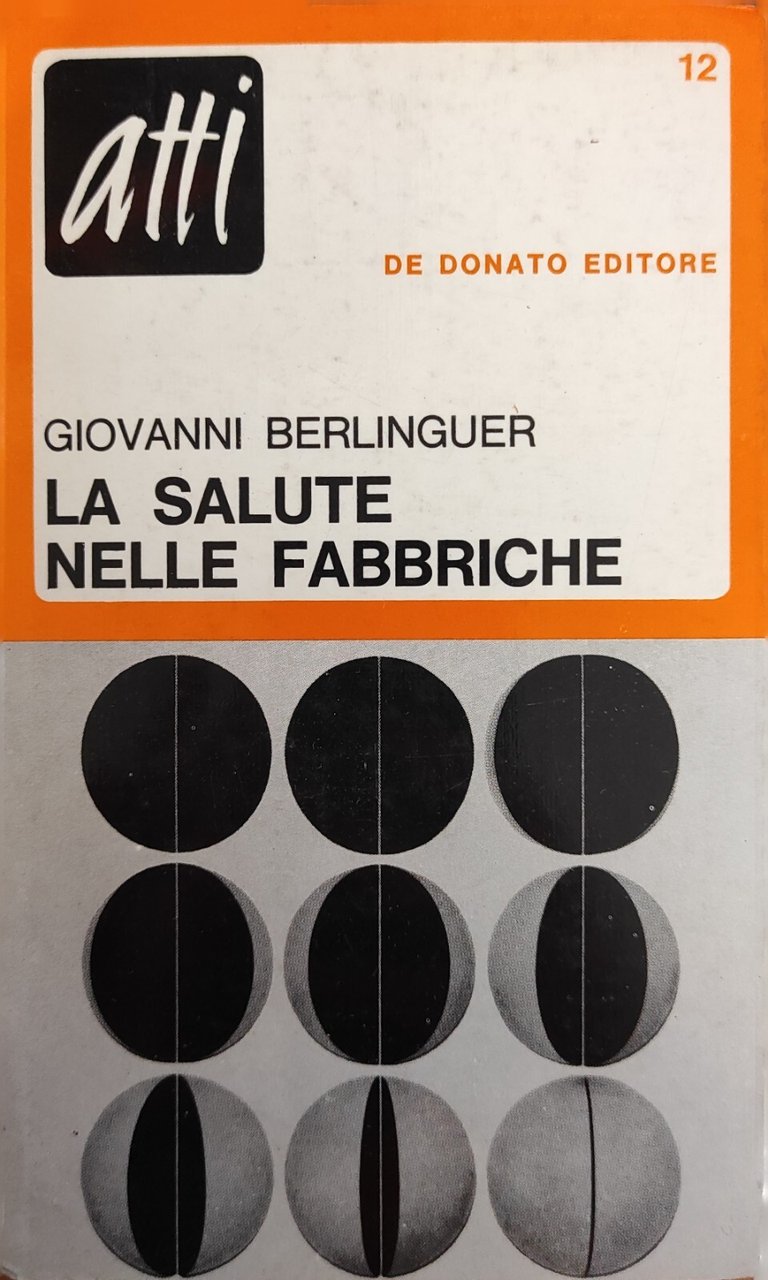 atti
12
DE DONATO EDITORE
GIOVANNI BERLINGUER
LA SALUTE
NELLE FABBRICHE